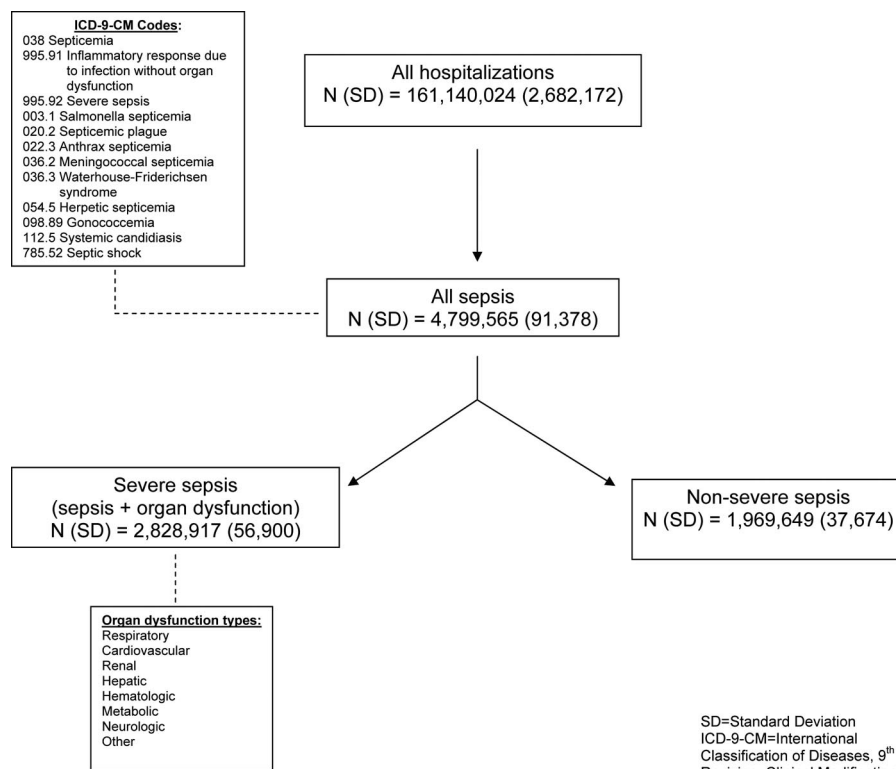 ICD-9-CM Codes:
038 Septicemia
995.91 Inflammatory response due
to infection without organ
dysfunction
995.92 Severe sepsis
003.1 Salmonella septicemia
020.2 Septicemic plague
022.3 Anthrax septicemia
036.2 Meningococcal septicemia
036.3 Waterhouse-Friderichsen
syndrome
054.5 Herpetic septicemia
098.89 Gonococcemia
112.5 Systemic candidiasis
785.52 Septic shock
All hospitalizations
N (SD) = 161,140,024 (2,682,172)
All sepsis
N (SD) = 4,799,565 (91,378)
Severe sepsis
(sepsis + organ dysfunction)
N (SD) = 2,828,917 (56,900)
Non-severe sepsis
N (SD) = 1,969,649 (37,674)
Organ dysfunction types:
Respiratory
Cardiovascular
Renal
Hepatic
Hematologic
Metabolic
Neurologic
Other
SD=Standard Deviation
ICD-9-CM=International
Classification of Diseases, 9th